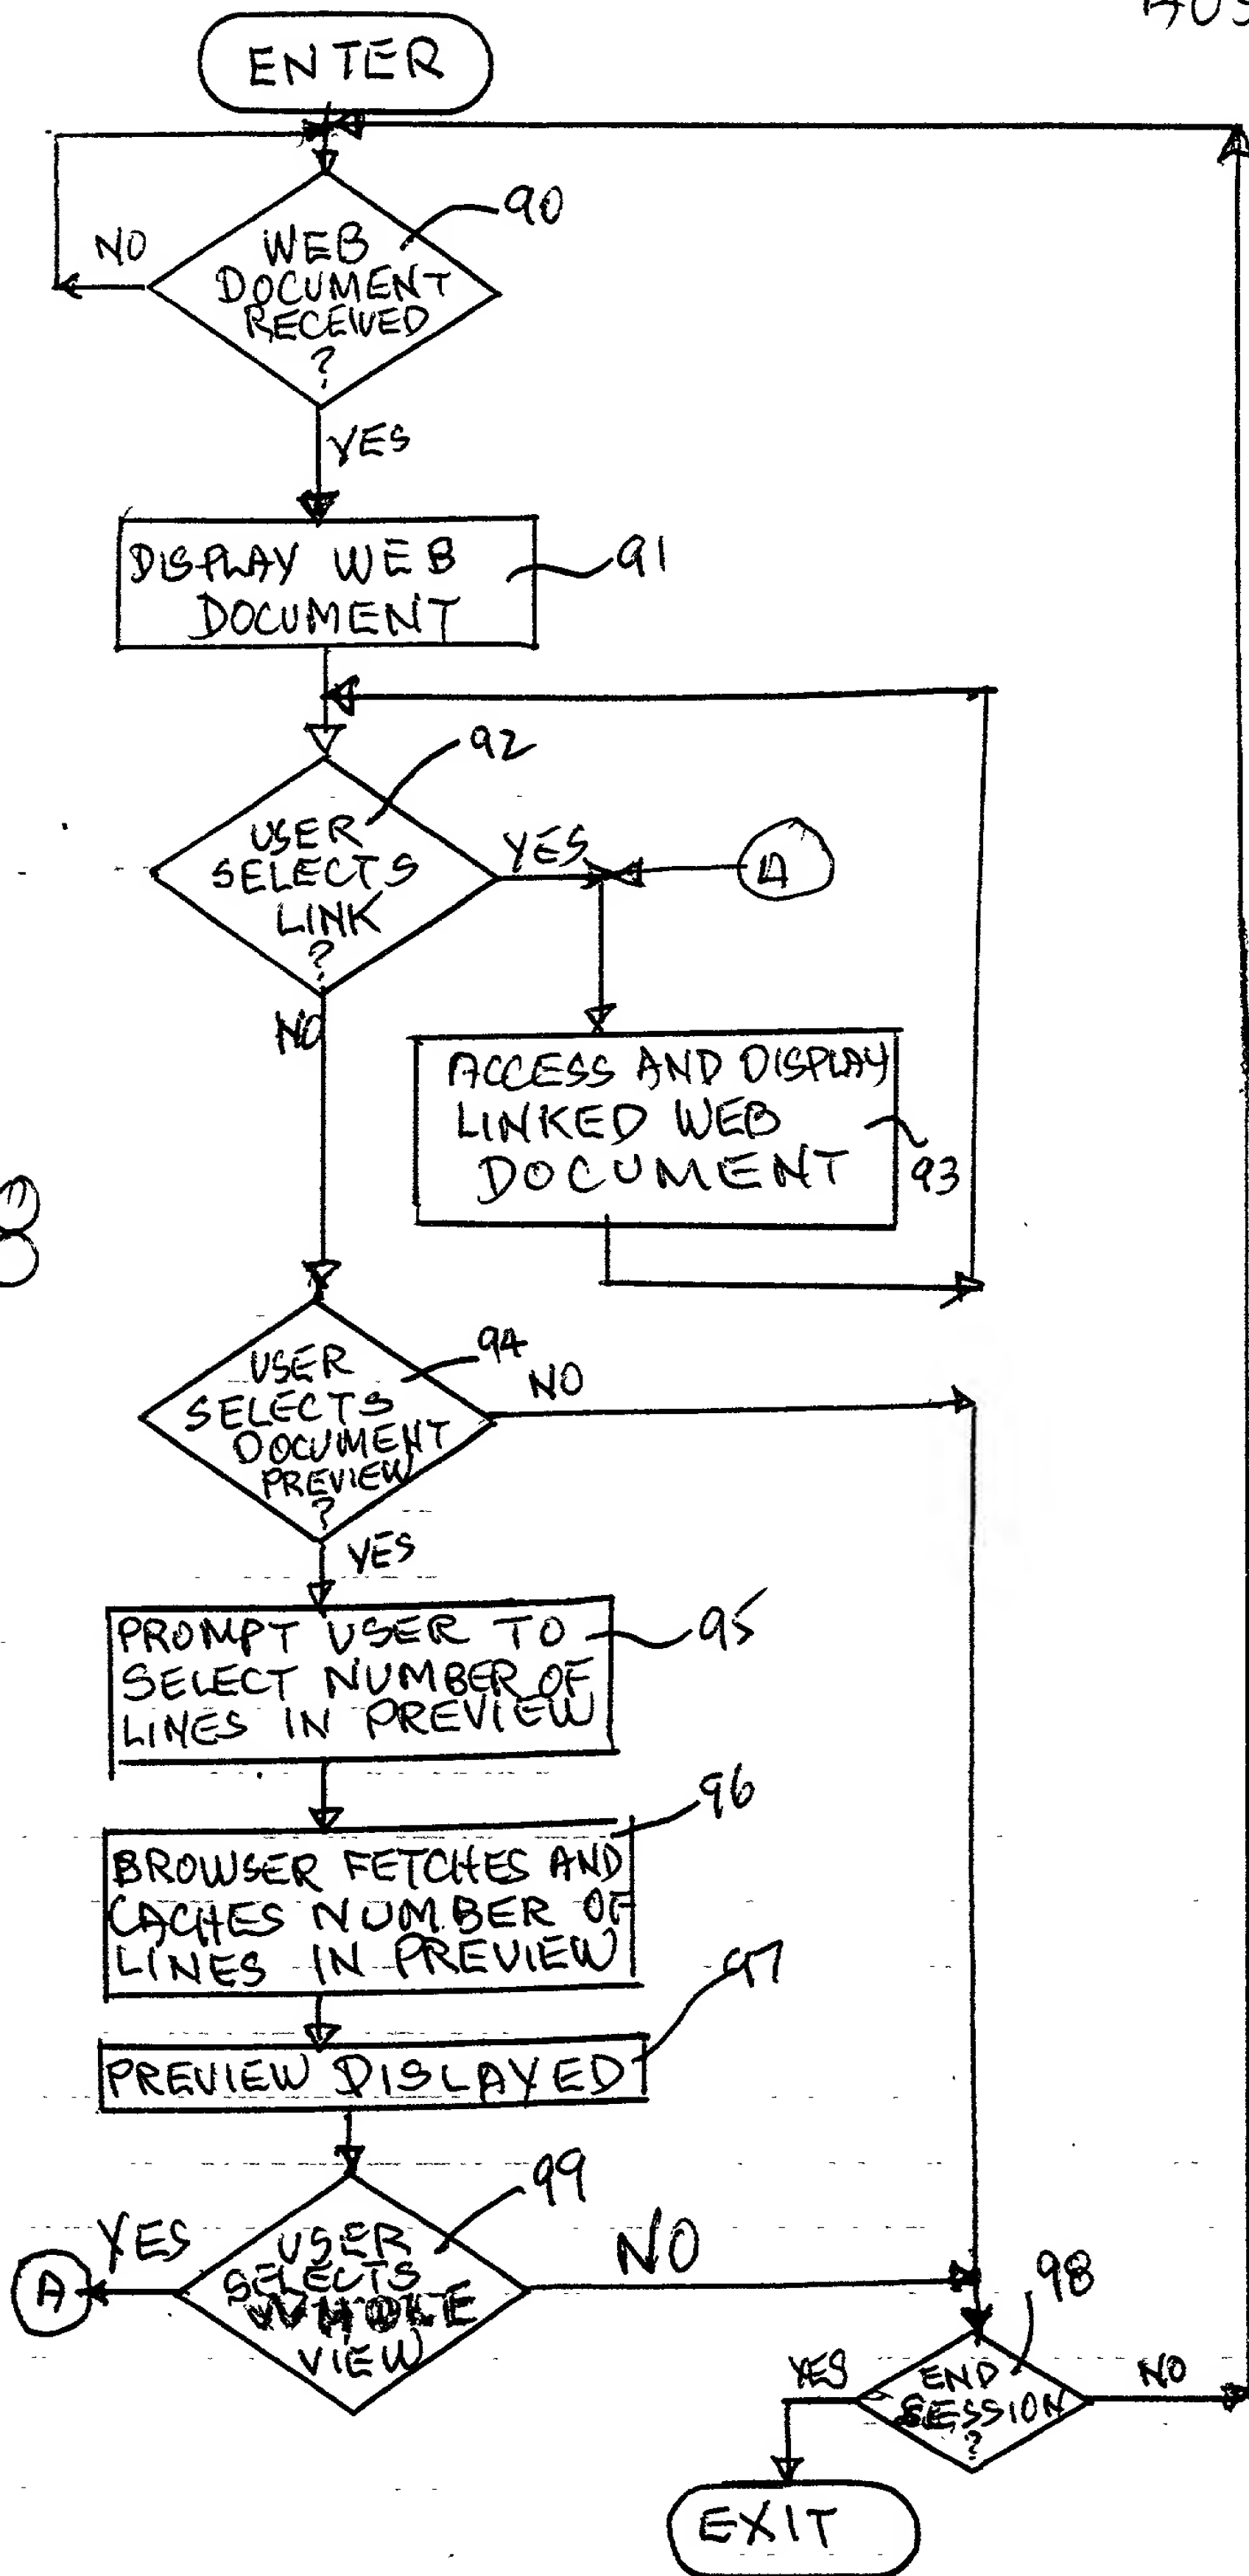 AUS
ENTER
90
NO
WEB
DOCUMENT
RECEIVED
?
YES
DISPLAY WEB
DOCUMENT
91
92
USER
SELECTS
LINK
?
YES
A
NO
ACCESS AND DISPLAY
LINKED WEB
DOCUMENT
93
94
USER
SELECTS
DOCUMENT
PREVIEW
?
NO
YES
PROMPT USER TO
SELECT NUMBER OF
LINES IN PREVIEW
95
96
BROWSER FETCHES AND
CACHES NUMBER OF
LINES IN PREVIEW
97
PREVIEW DISLAYED
99
YES
A
USER
SELECTS
WHOLE
VIEW
NO
98
YES
END
SESSION
?
NO
EXIT